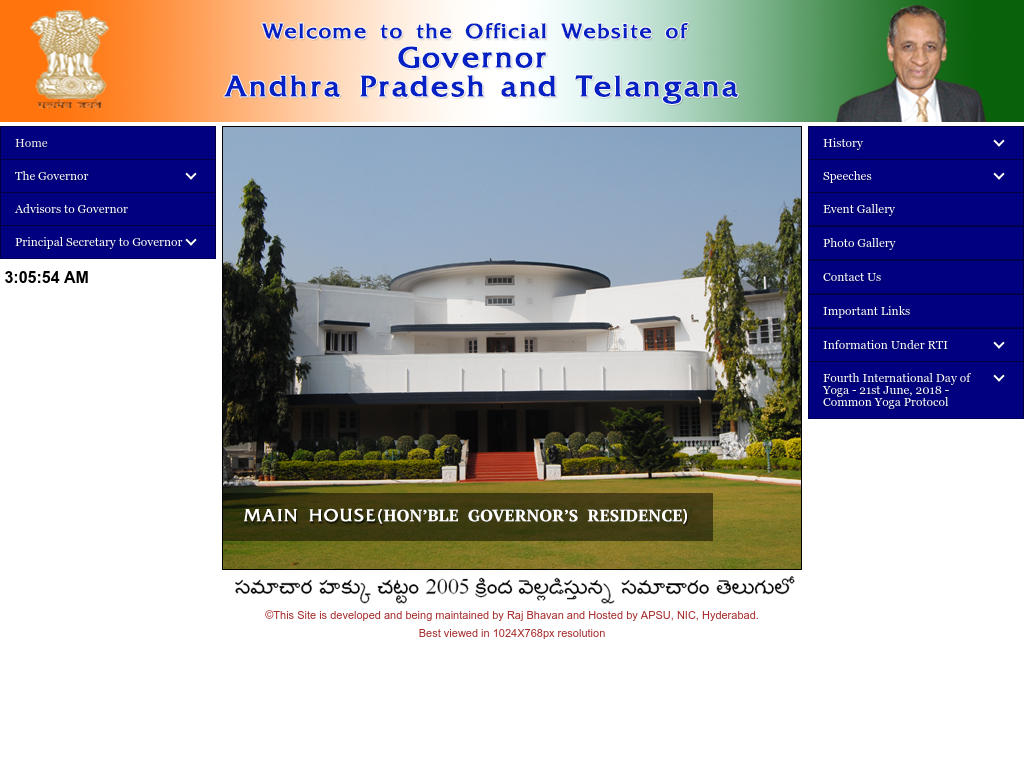 Welcome to the Official Website of
Governor
Andhra Pradesh and Telangana
Home
The Governor
Advisors to Governor
Principal Secretary to Governor
3:05:54 AM
MAIN HOUSE(HON'BLE GOVERNOR'S RESIDENCE)
History
Speeches
Event Gallery
Photo Gallery
Contact Us
Important Links
Information Under RTI
Fourth International Day of
Yoga - 21st June, 2018 -
Common Yoga Protocol
సమాచార హక్కు చట్టం 2005 క్రింద వెల్లడిస్తున్న సమాచారం తెలుగులో
©This Site is developed and being maintained by Raj Bhavan and Hosted by APSU, NIC, Hyderabad.
Best viewed in 1024X768px resolution